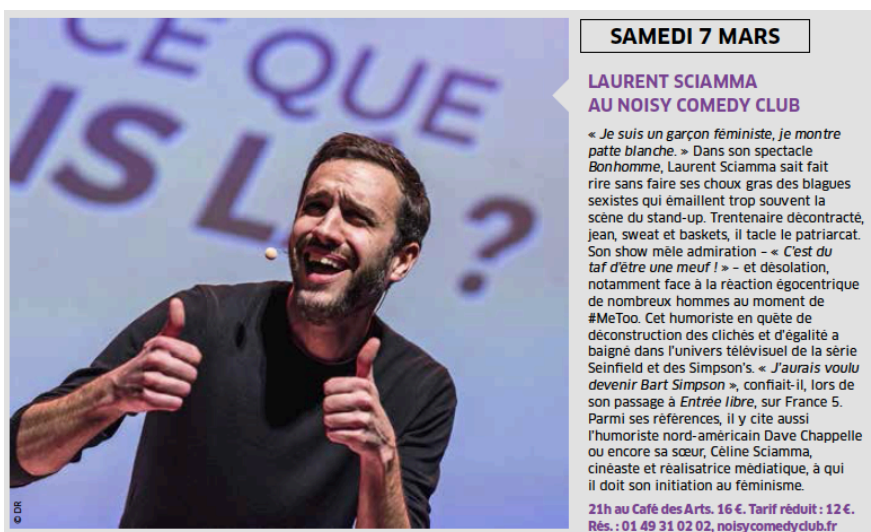 CE QUE
IS LÀ ?
© DR
SAMEDI 7 MARS
LAURENT SCIAMMA
AU NOISY COMEDY CLUB
« Je suis un garçon féministe, je montre
patte blanche. » Dans son spectacle
Bonhomme, Laurent Sciamma sait fait
rire sans faire ses choux gras des blagues
sexistes qui émaillent trop souvent la
scène du stand-up. Trentenaire décontracté,
jean, sweat et baskets, il tacle le patriarcat.
Son show mêle admiration – « C'est du
taf d'être une meuf ! » – et désolation,
notamment face à la réaction égocentrique
de nombreux hommes au moment de
#MeToo. Cet humoriste en quête de
déconstruction des clichés et d'égalité a
baigné dans l'univers télévisuel de la série
Seinfield et des Simpson's. « J'aurais voulu
devenir Bart Simpson », confiait-il, lors de
son passage à Entrée libre, sur France 5.
Parmi ses références, il y cite aussi
l'humoriste nord-américain Dave Chappelle
ou encore sa sœur, Céline Sciamma,
cinéaste et réalisatrice médiatique, à qui
il doit son initiation au féminisme.
21h au Café des Arts. 16 €. Tarif réduit : 12 €.
Rés. : 01 49 31 02 02, noisycomedyclub.fr